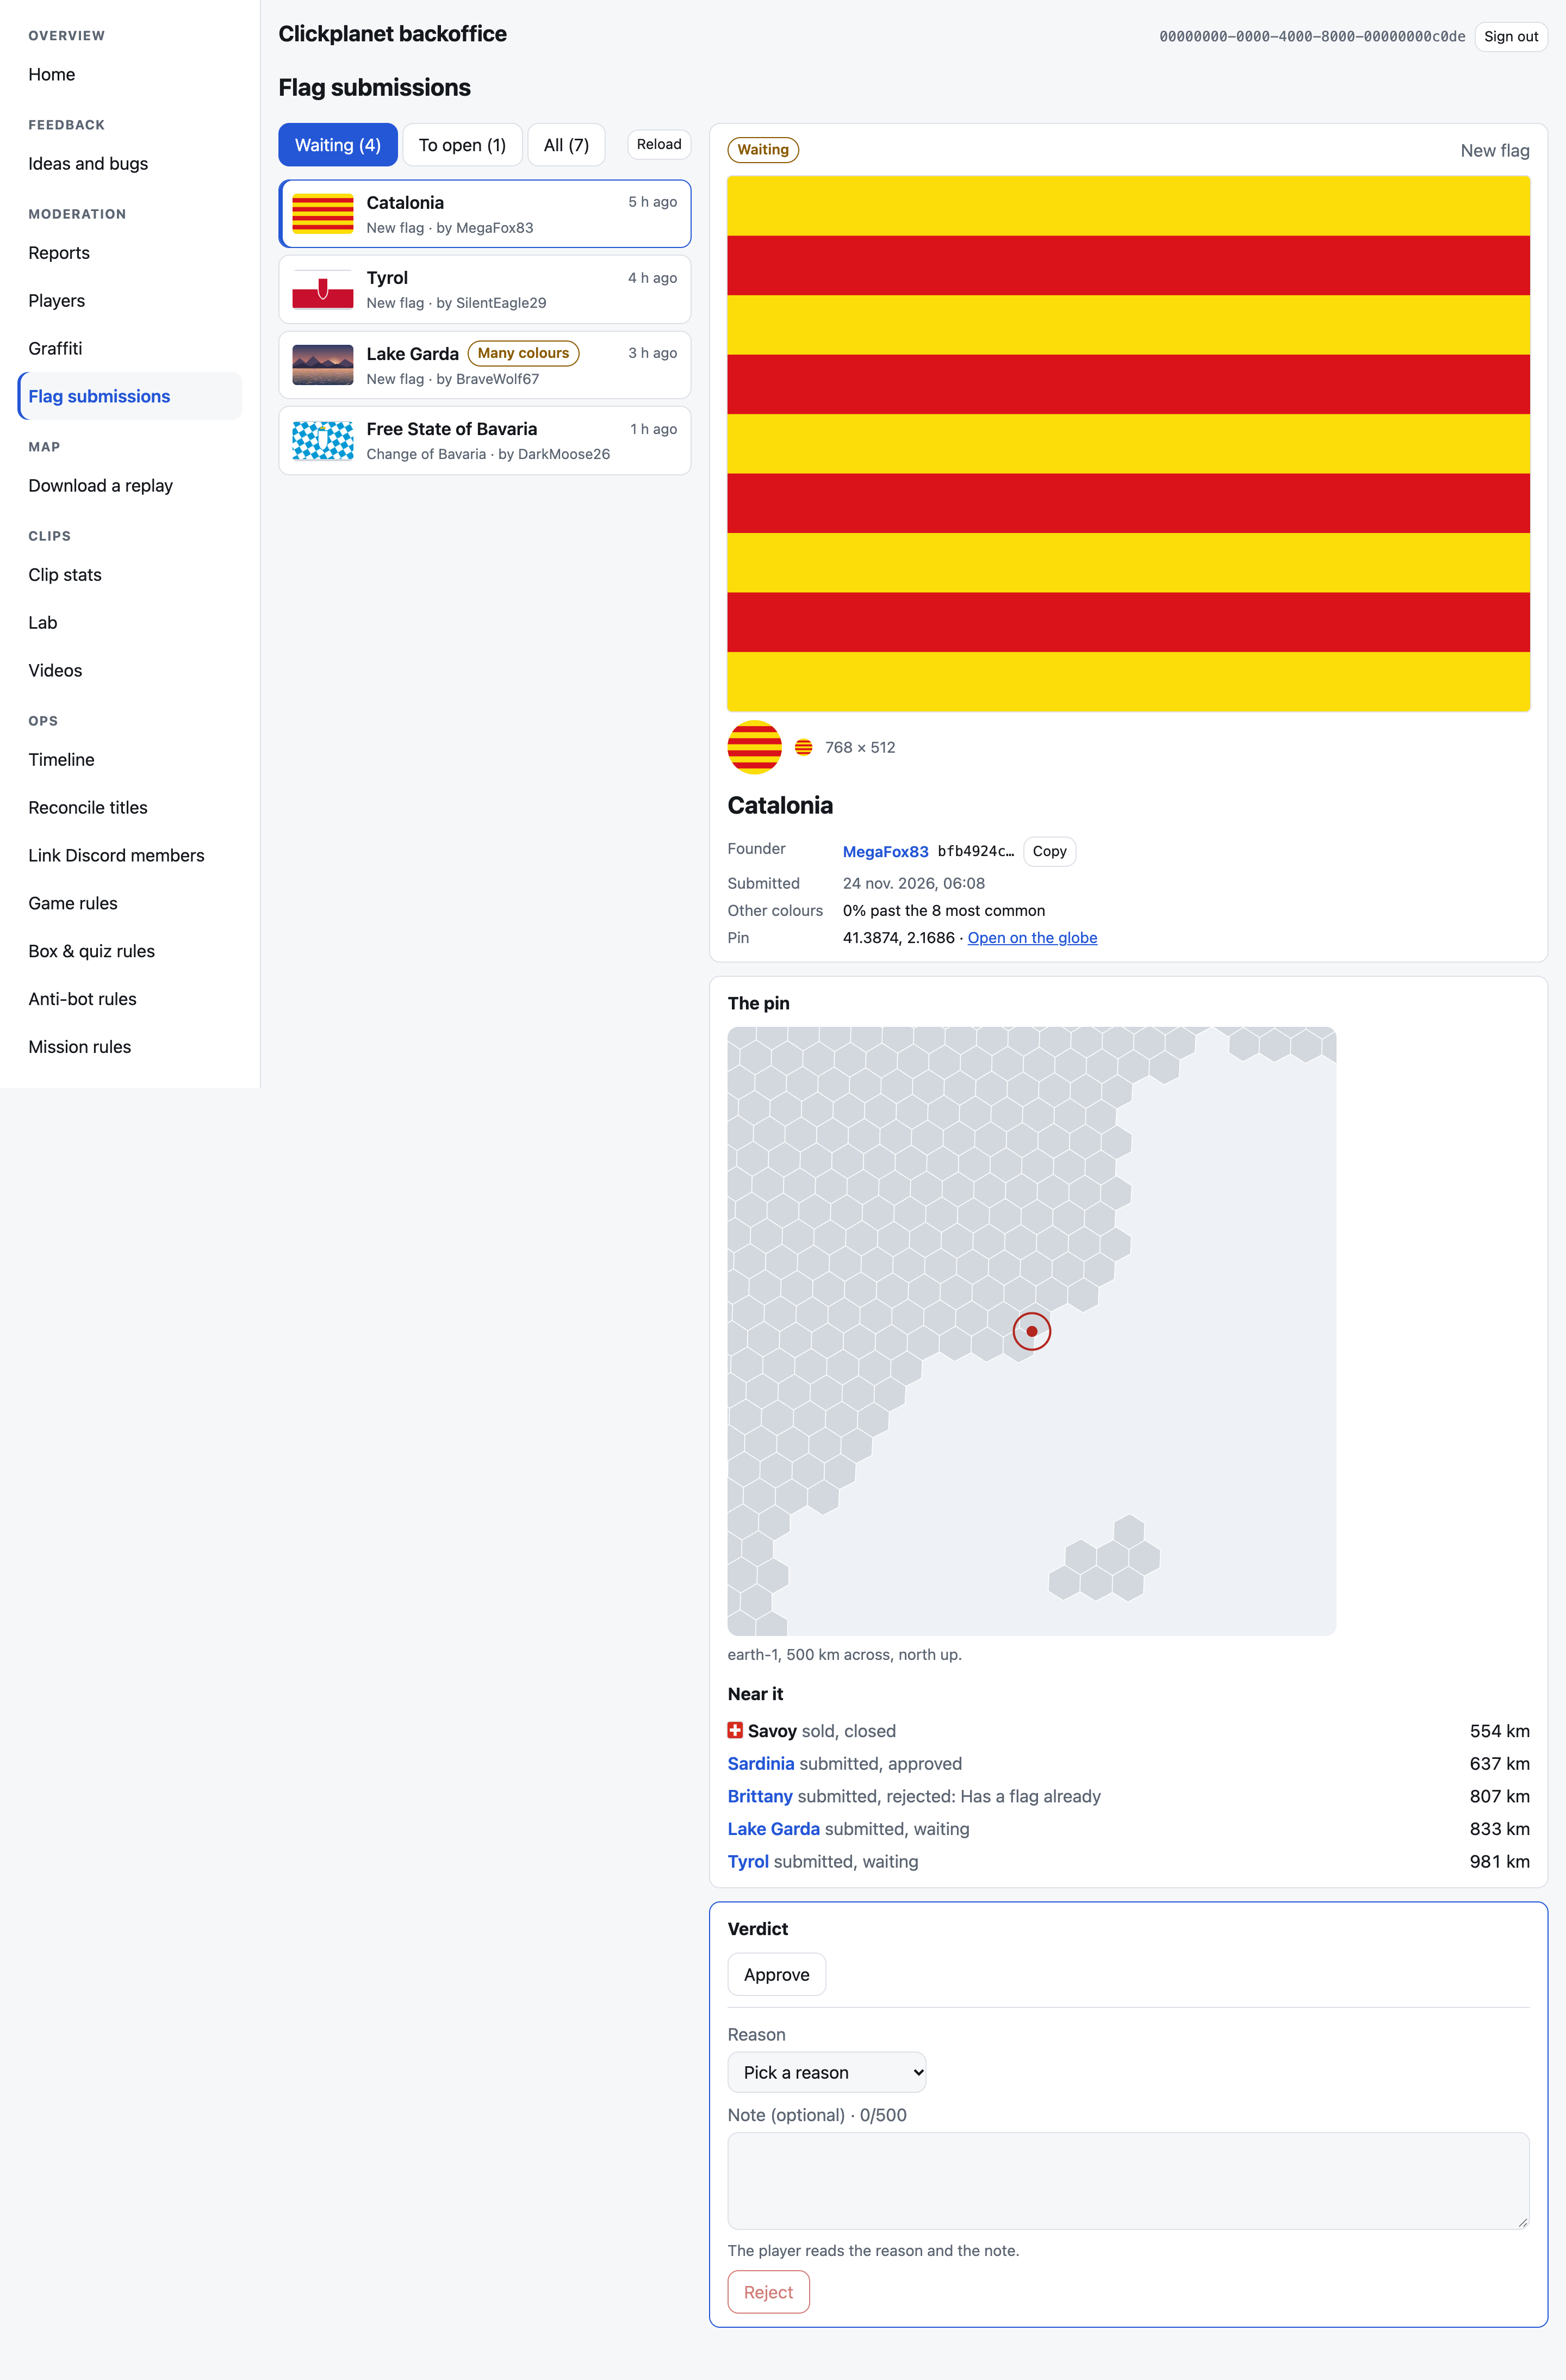 OVERVIEW
Home
FEEDBACK
Ideas and bugs
MODERATION
Reports
Players
Graffiti
Flag submissions
MAP
Download a replay
CLIPS
Clip stats
Lab
Videos
OPS
Timeline
Reconcile titles
Link Discord members
Game rules
Box & quiz rules
Anti-bot rules
Mission rules
Clickplanet backoffice
00000000-0000-4000-8000-00000000c0de Sign out
Flag submissions
Waiting (4) To open (1) All (7) Reload
Catalonia 5 h ago
New flag · by MegaFox83
Tyrol 4 h ago
New flag · by SilentEagle29
Lake Garda Many colours 3 h ago
New flag · by BraveWolf67
Free State of Bavaria 1 h ago
Change of Bavaria · by DarkMoose26
Waiting New flag
768 × 512
Catalonia
Founder MegaFox83 bfb4924c… Copy
Submitted 24 nov. 2026, 06:08
Other colours 0% past the 8 most common
Pin 41.3874, 2.1686 · Open on the globe
The pin
earth-1, 500 km across, north up.
Near it
Savoy sold, closed 554 km
Sardinia submitted, approved 637 km
Brittany submitted, rejected: Has a flag already 807 km
Lake Garda submitted, waiting 833 km
Tyrol submitted, waiting 981 km
Verdict
Approve
Reason
Pick a reason
Note (optional) · 0/500
The player reads the reason and the note.
Reject